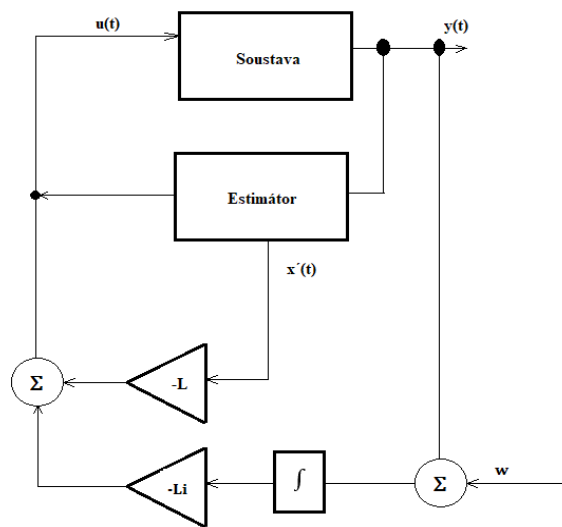 u(t)
y(t)
Soustava
Estimátor
x´(t)
-L
Σ
-Li
∫
Σ
w